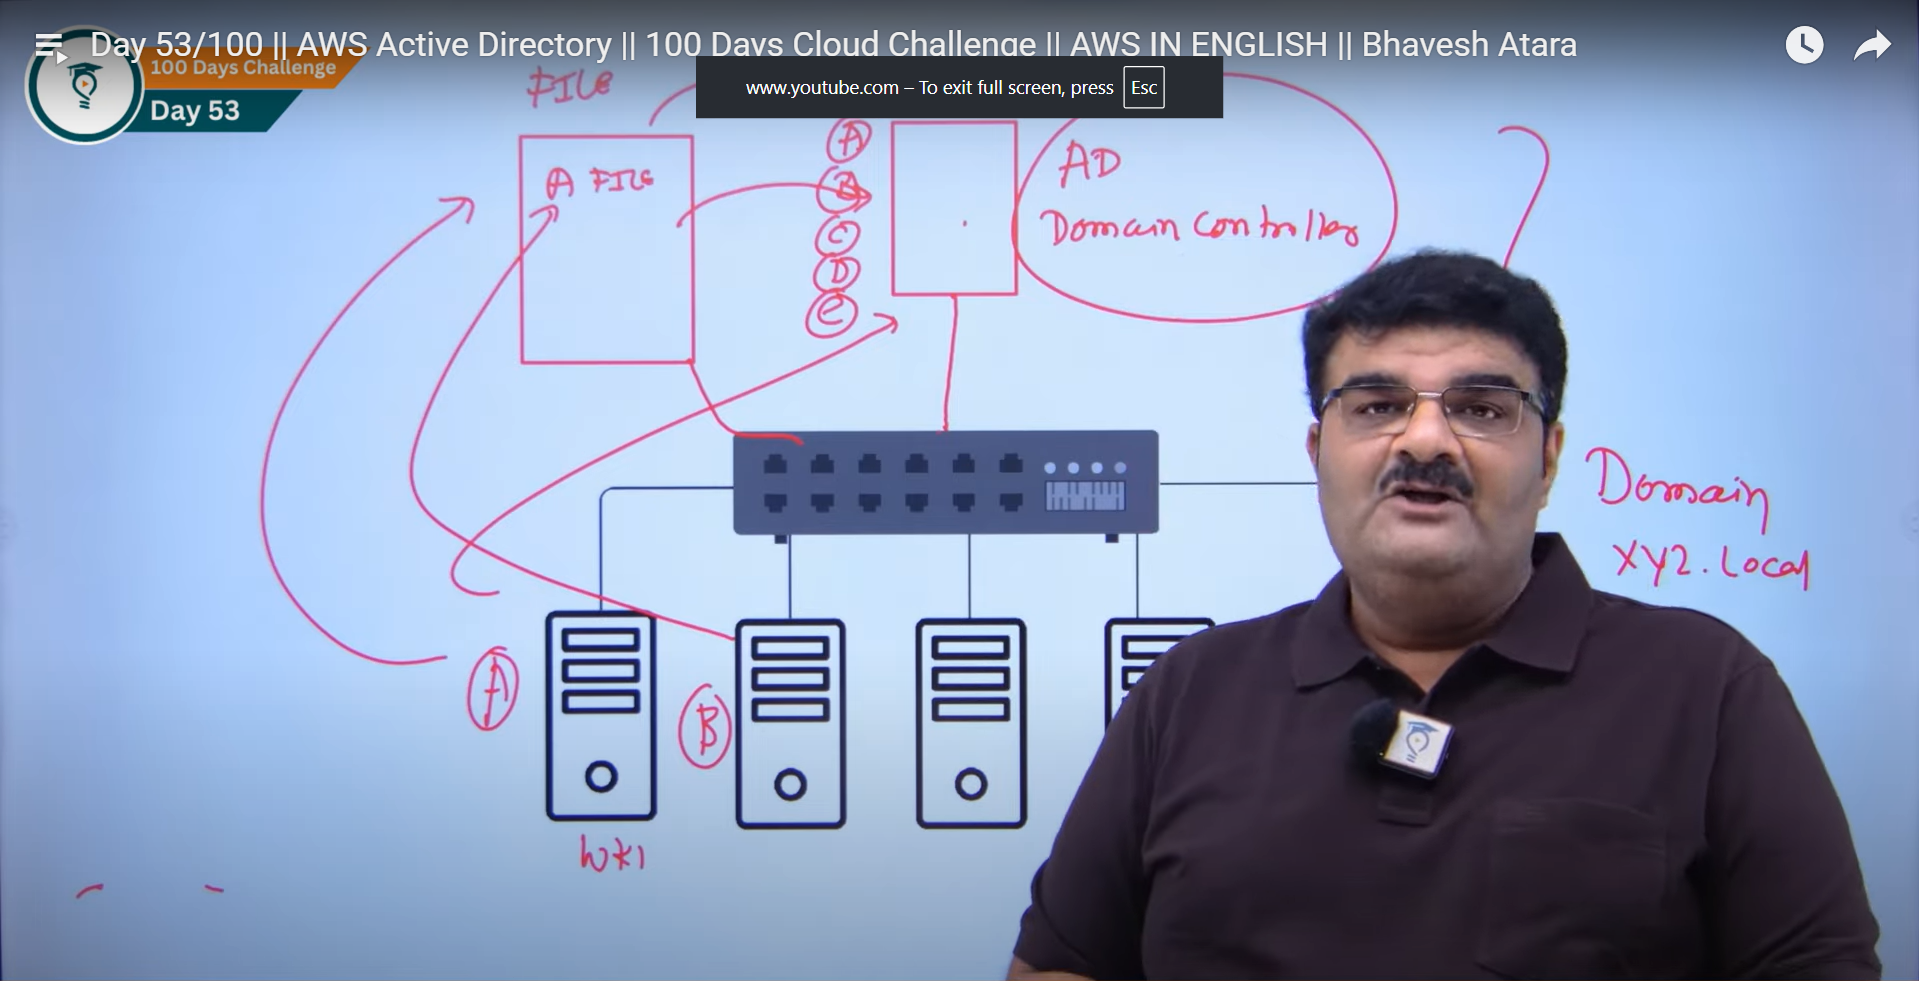 Day 53/100 || AWS Active Directory || 100 Days Cloud Challenge || AWS IN ENGLISH || Bhavesh Atara
100 Days Challenge
Day 53
www.youtube.com – To exit full screen, press Esc
FILE
A FILE
A
B
C
D
E
AD
Domain Controller
Domain
XYZ.Local
A
B
WK1